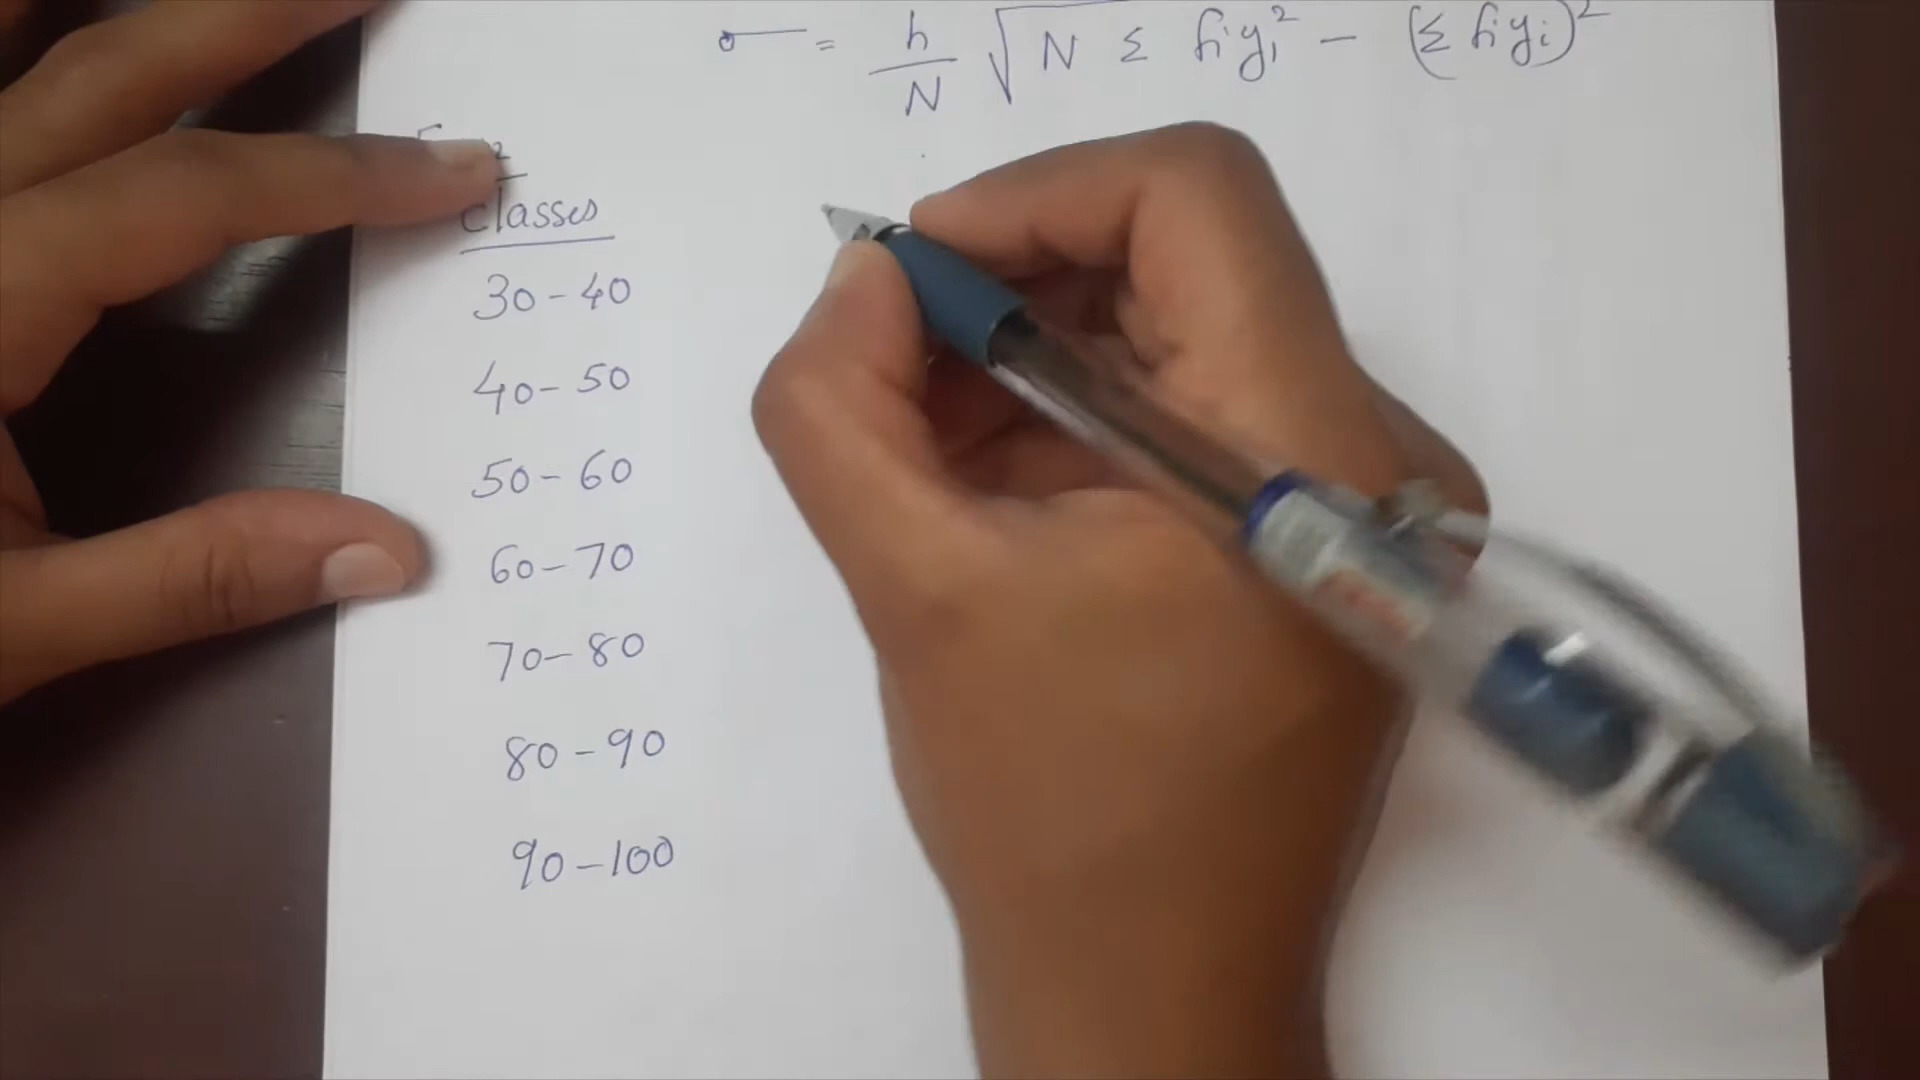 σ = h/N √ N Σ fiyi² − (Σ fiyi)²
classes
30 - 40
40 - 50
50 - 60
60 - 70
70 - 80
80 - 90
90 - 100